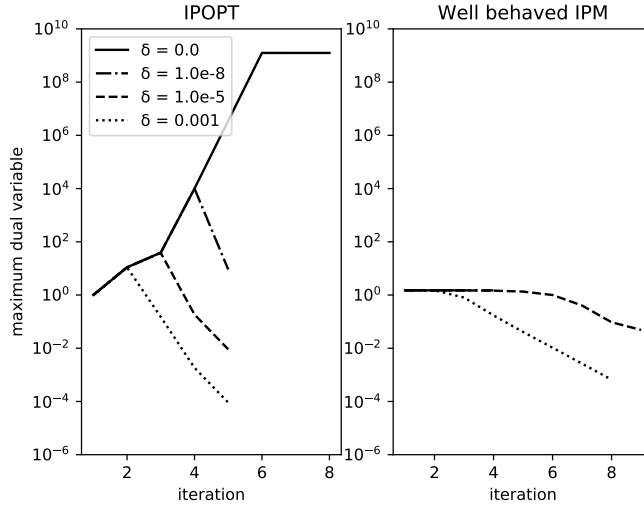 IPOPT
Well behaved IPM
maximum dual variable
10^10
10^8
10^6
10^4
10^2
10^0
10^−2
10^−4
10^−6
δ = 0.0
δ = 1.0e-8
δ = 1.0e-5
δ = 0.001
2 4 6 8
iteration
10^10
10^8
10^6
10^4
10^2
10^0
10^−2
10^−4
10^−6
2 4 6 8
iteration